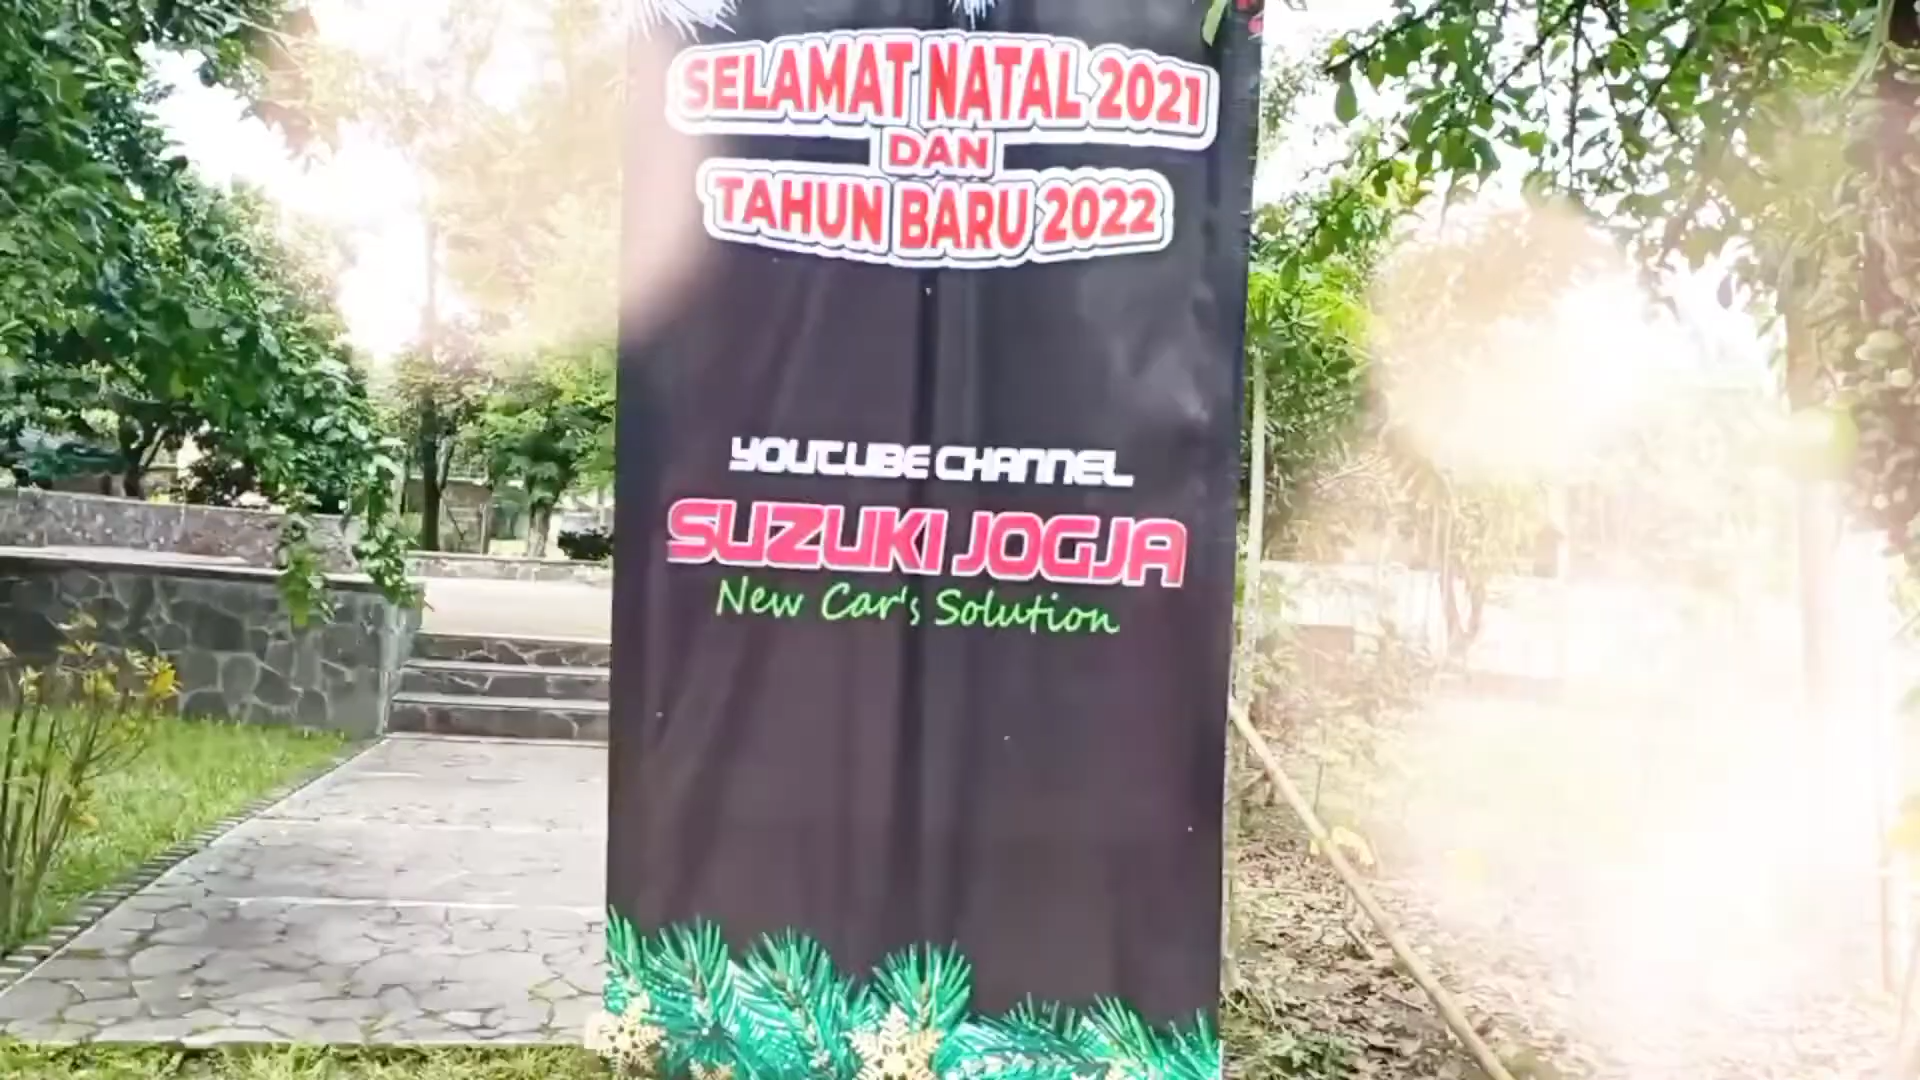 SELAMAT NATAL 2021
DAN
TAHUN BARU 2022
YOUTUBE CHANNEL
SUZUKI JOGJA
New Car's Solution